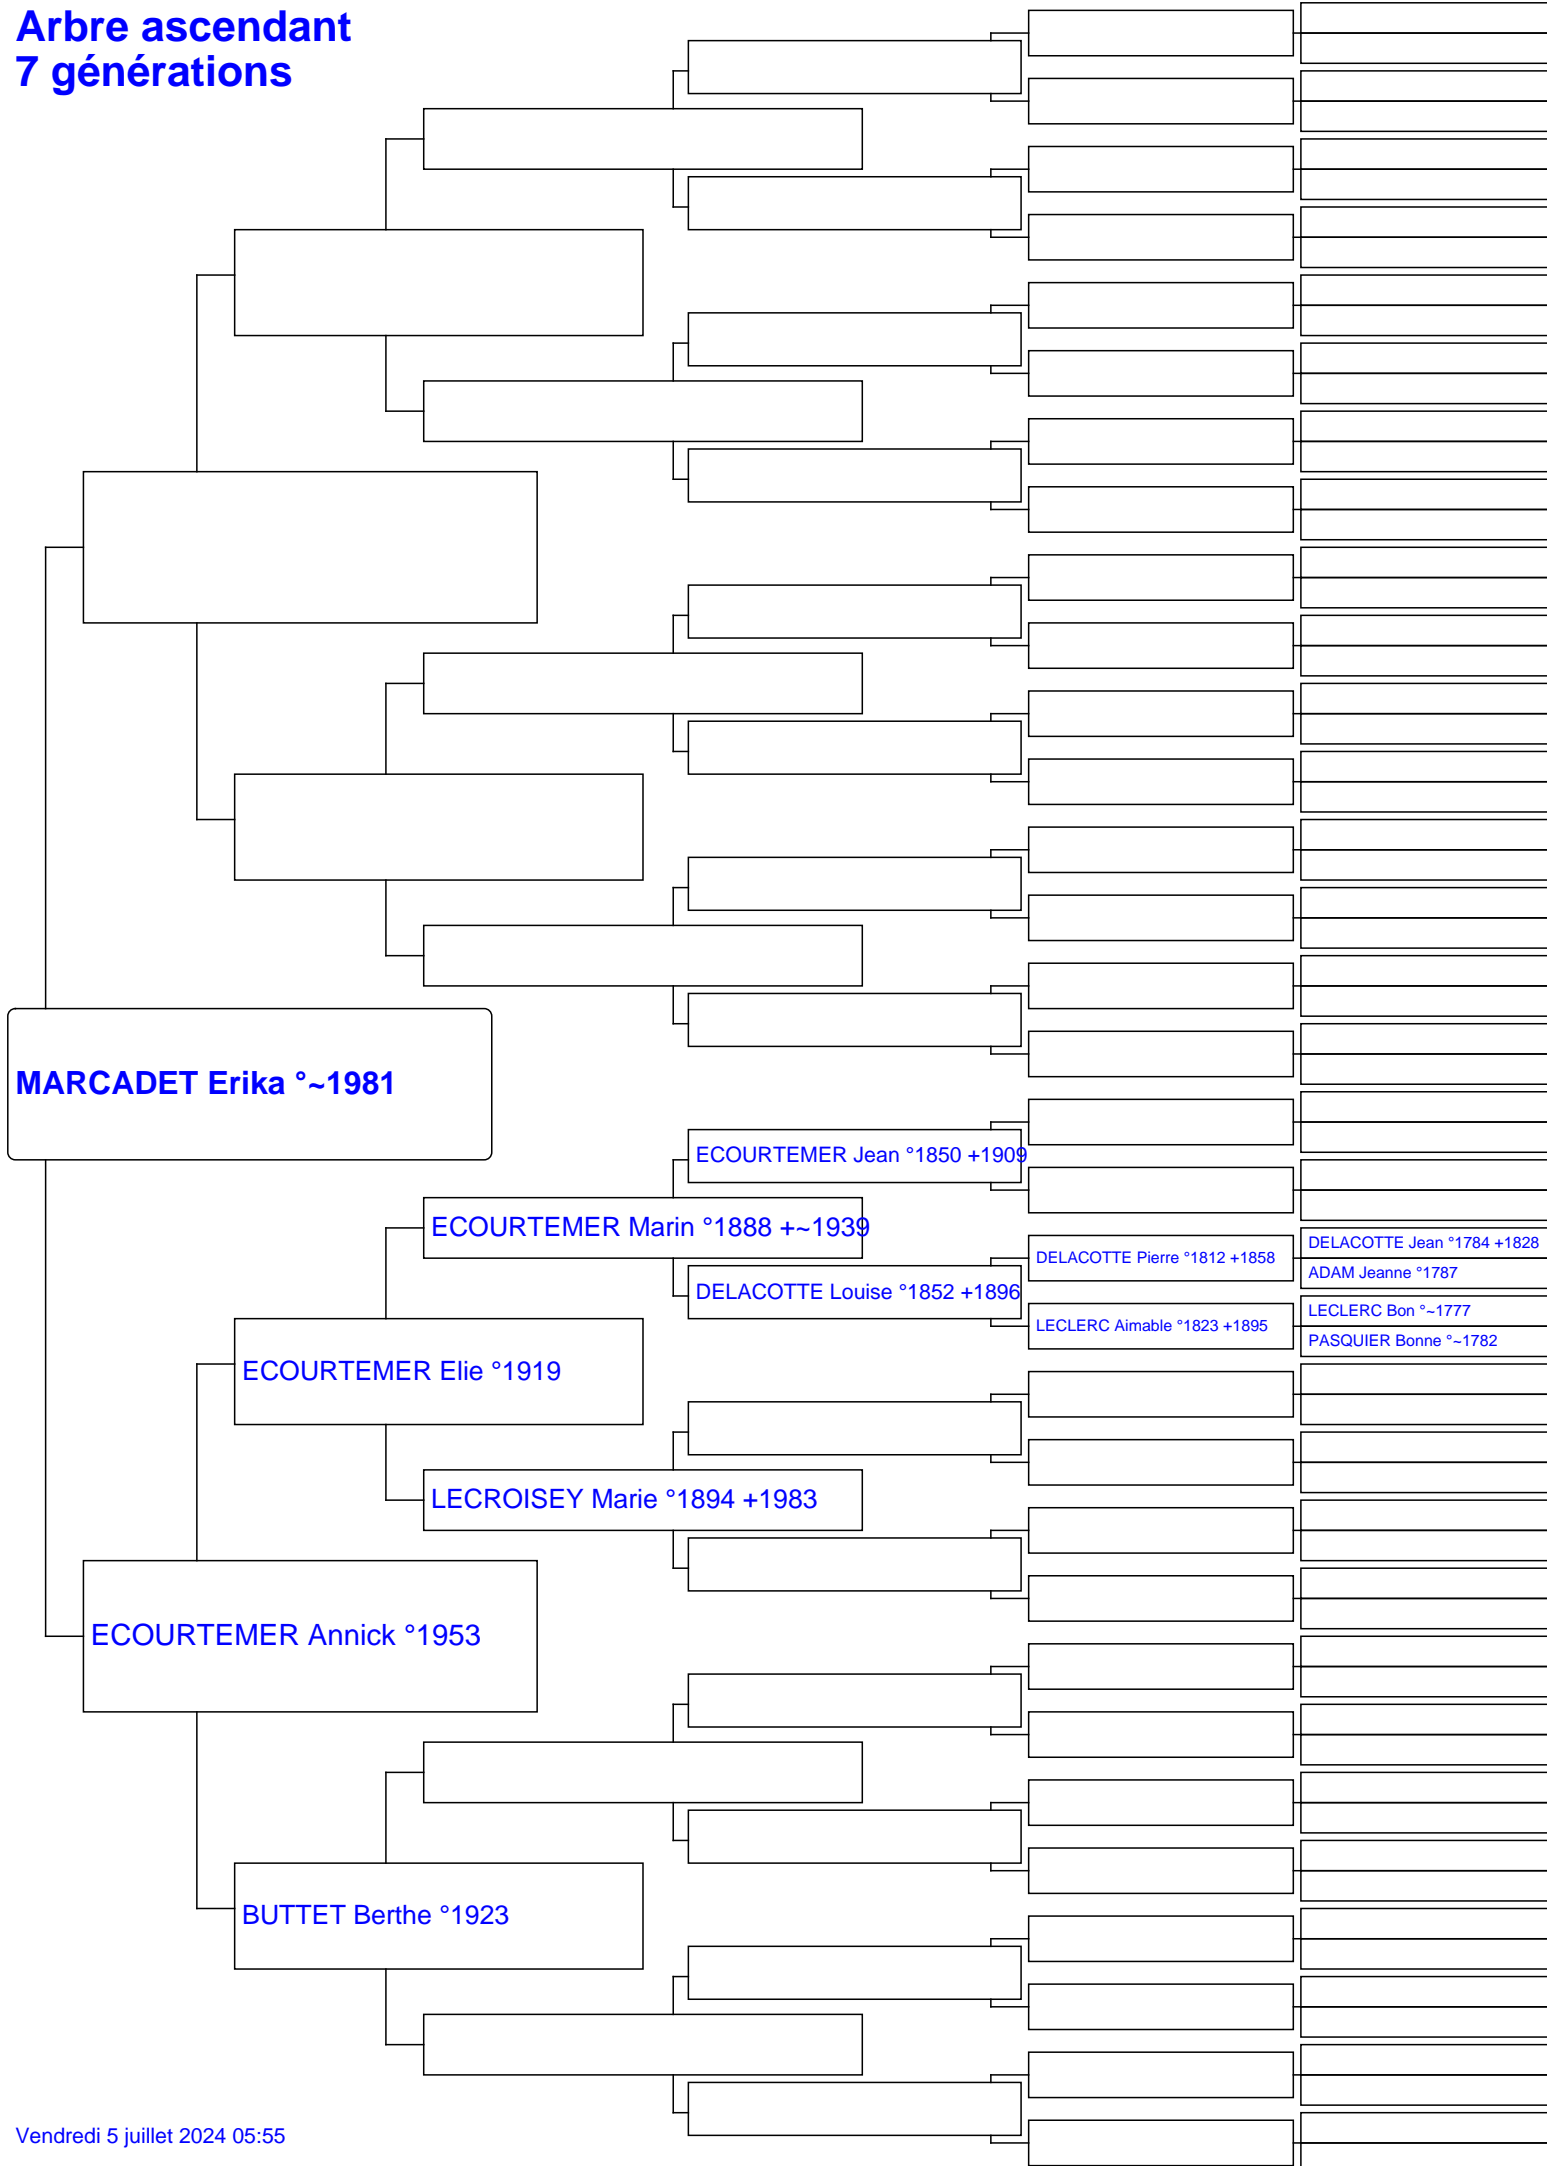 Arbre ascendant
7 générations
MARCADET Erika °~1981
ECOURTEMER Jean °1850 +1909
ECOURTEMER Marin °1888 +~1939
DELACOTTE Jean °1784 +1828
DELACOTTE Pierre °1812 +1858
ADAM Jeanne °1787
DELACOTTE Louise °1852 +1896
LECLERC Bon °~1777
LECLERC Aimable °1823 +1895
PASQUIER Bonne °~1782
ECOURTEMER Elie °1919
LECROISEY Marie °1894 +1983
ECOURTEMER Annick °1953
BUTTET Berthe °1923
Vendredi 5 juillet 2024 05:55